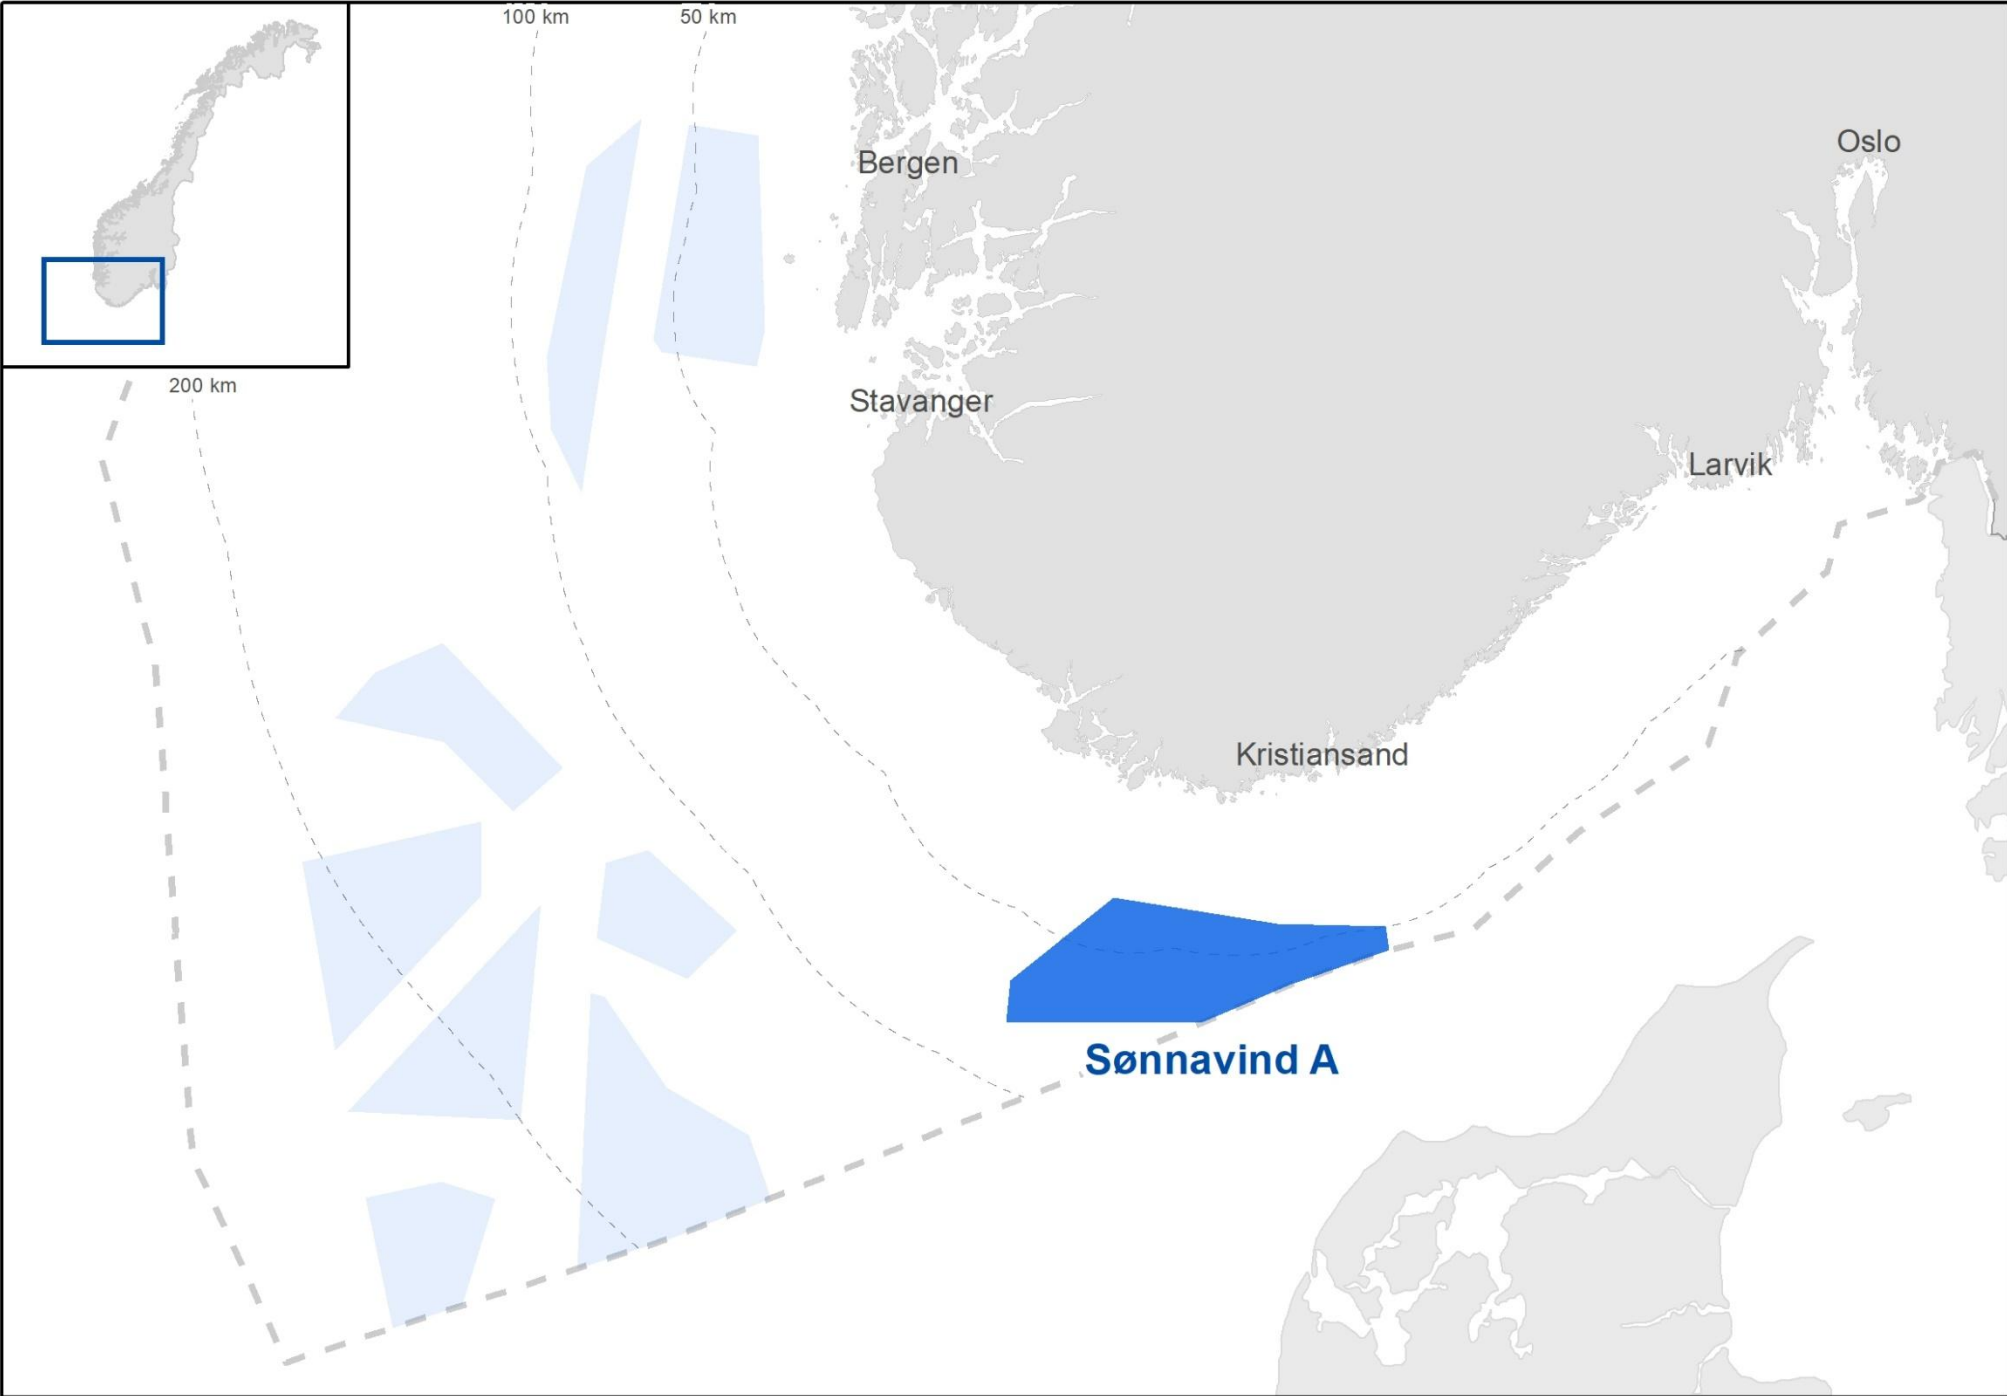 100 km
50 km
Bergen
Oslo
200 km
Stavanger
Larvik
Kristiansand
Sønnavind A